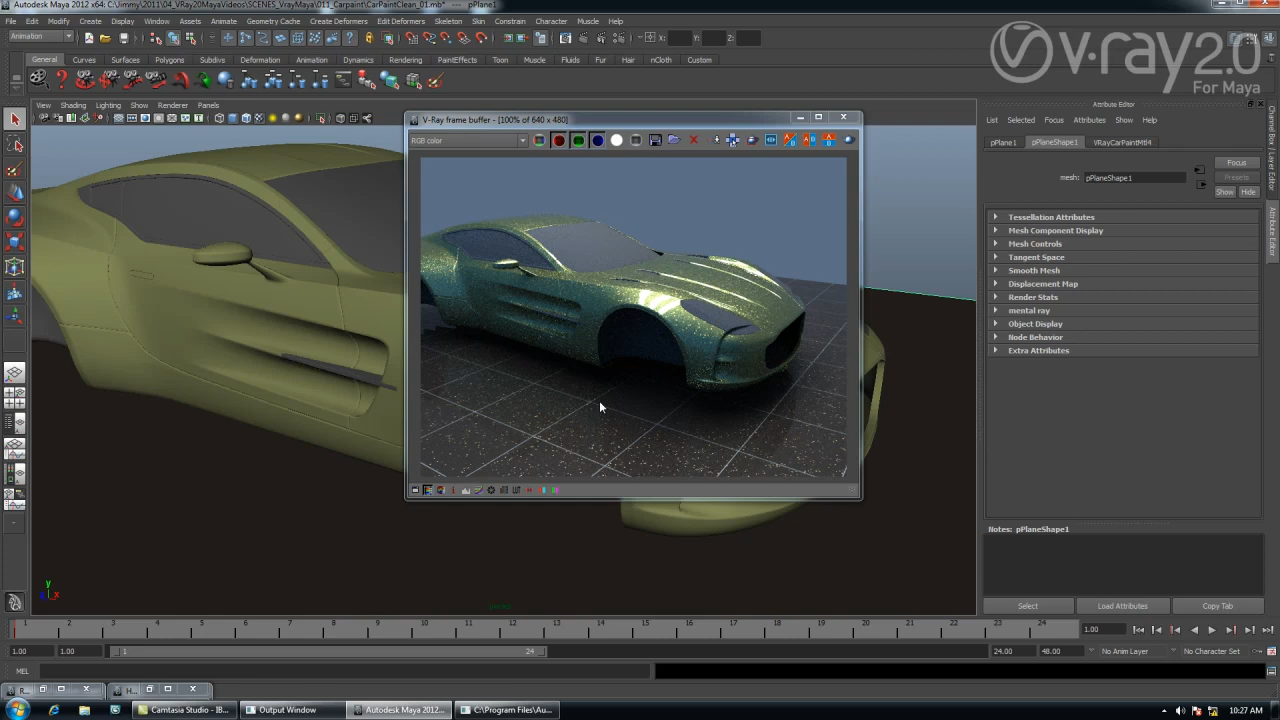 Autodesk Maya 2012 x64: C:\Jimmy\2011\04_VRay20MayaVideos\SCENES_VrayMaya\011_Carpaint\CarPaintClean_01.mb* --- pPlane1
File Edit Modify Create Display Window Assets Animate Geometry Cache Create Deformers Edit Deformers Skeleton Skin Constrain Character Muscle Help
Animation
X: Y: Z:
v·ray2.0
For Maya
General Curves Surfaces Polygons Subdivs Deformation Animation Dynamics Rendering PaintEffects Toon Muscle Fluids Fur Hair nCloth Custom
View Shading Lighting Show Renderer Panels
Attribute Editor
List Selected Focus Attributes Show Help
V-Ray frame buffer - [100% of 640 x 480]
RGB color
pPlane1 pPlaneShape1 VRayCarPaintMtl4
Focus
mesh: pPlaneShape1
Presets
Show Hide
Channel Box / Layer Editor
Attribute Editor
Tessellation Attributes
Mesh Component Display
Mesh Controls
Tangent Space
Smooth Mesh
Displacement Map
Render Stats
mental ray
Object Display
Node Behavior
Extra Attributes
Notes: pPlaneShape1
y
x
persp
Select Load Attributes Copy Tab
1 2 3 4 5 6 7 8 9 10 11 12 13 14 15 16 17 18 19 20 21 22 23 24
1.00
1.00 1.00 1 24 24.00 48.00 No Anim Layer No Character Set
MEL
R... H...
Camtasia Studio - IB... Output Window Autodesk Maya 2012... C:\Program Files\Au... 10:27 AM